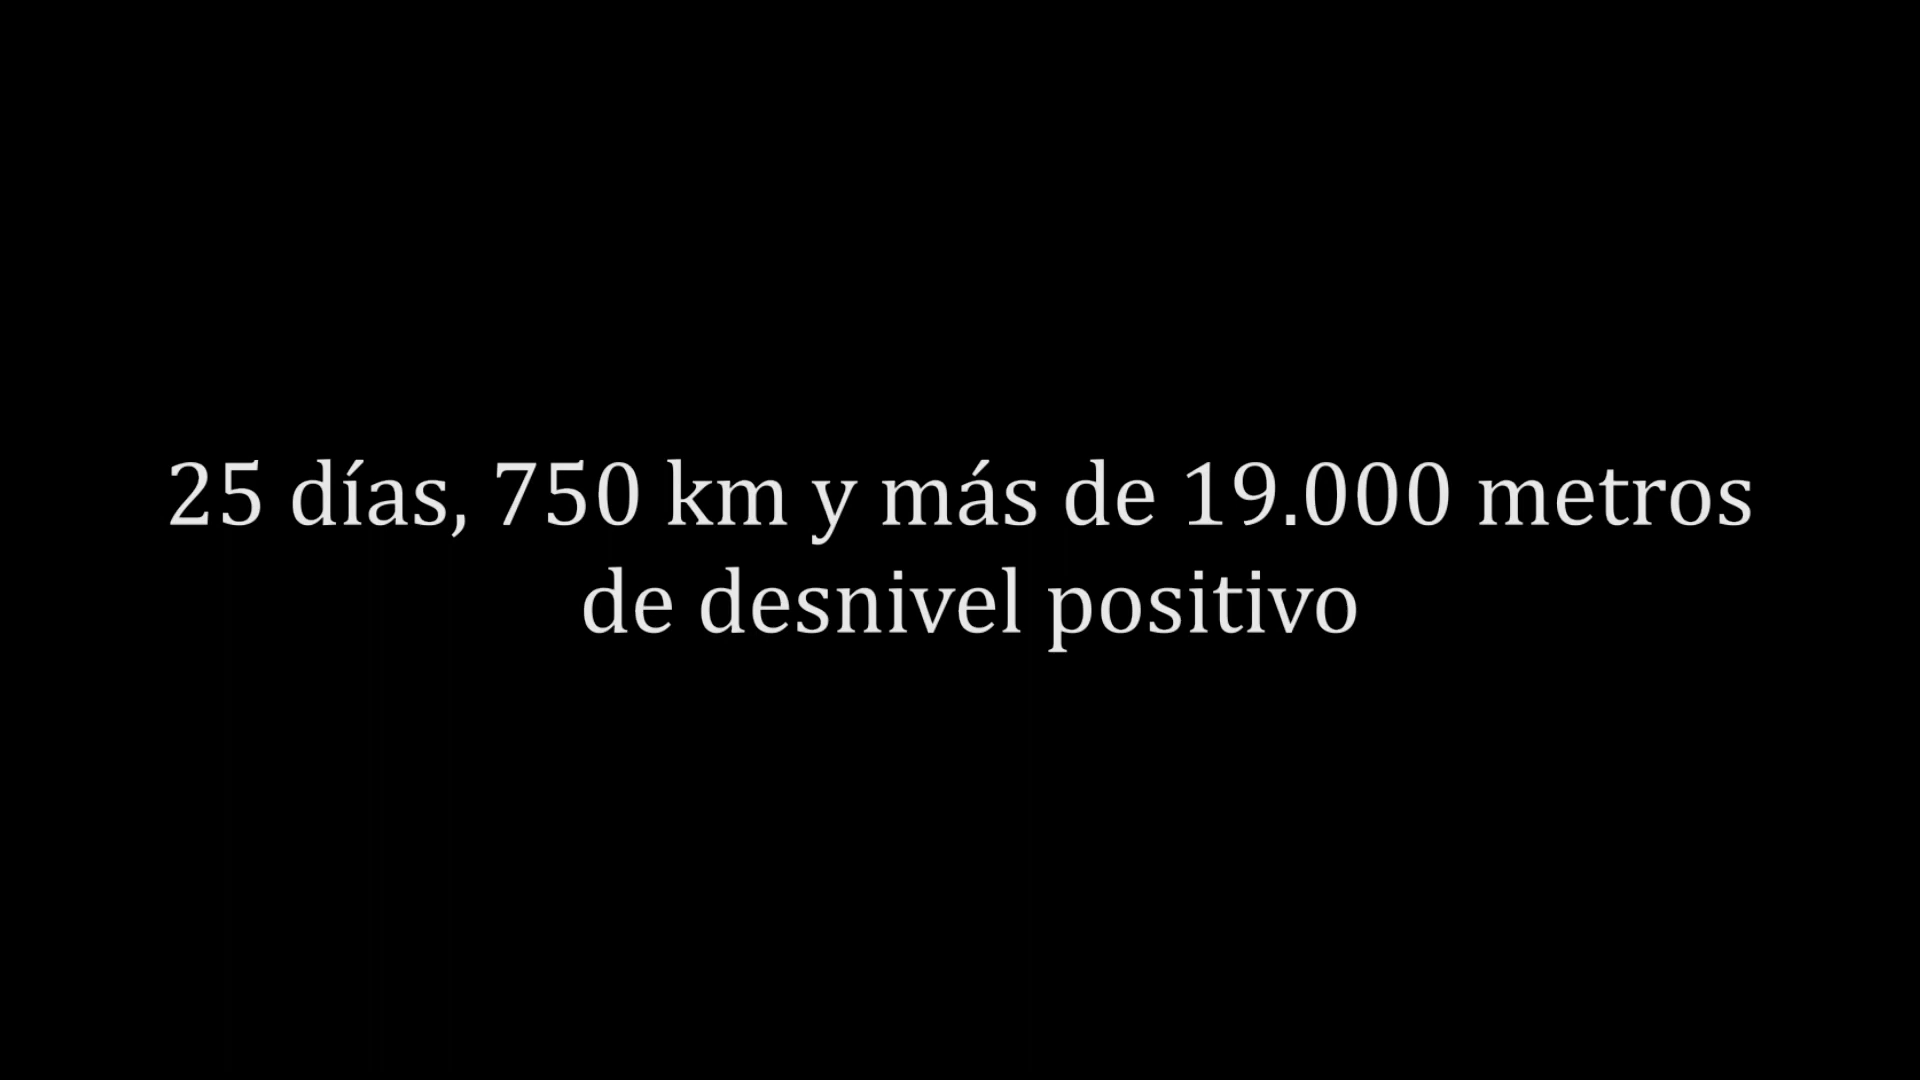 25 días, 750 km y más de 19.000 metros
de desnivel positivo